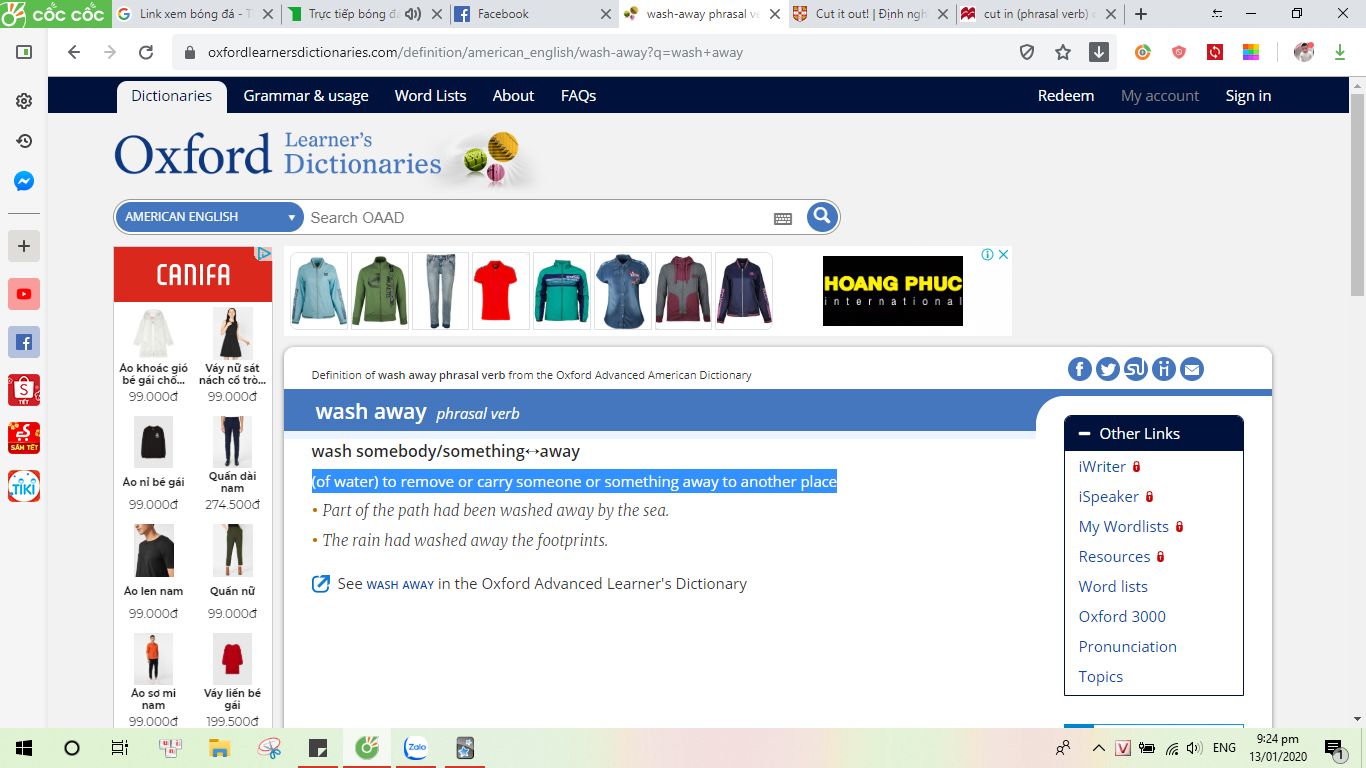 cốc cốc
Link xem bóng đá - T
Trực tiếp bóng đ
Facebook
wash-away phrasal ve
Cut it out! | Định ngh
cut in (phrasal verb) d
oxfordlearnersdictionaries.com/definition/american_english/wash-away?q=wash+away
Dictionaries
Grammar & usage
Word Lists
About
FAQs
Redeem
My account
Sign in
Oxford Learner's Dictionaries
AMERICAN ENGLISH
Search OAAD
CANIFA
HOANG PHUC
international
Áo khoác gió
bé gái chố...
99.000đ
Váy nữ sát
nách cổ trò...
99.000đ
Áo nỉ bé gái
99.000đ
Quần dài
nam
274.500đ
Áo len nam
99.000đ
Quần nữ
99.000đ
Áo sơ mi
nam
99.000đ
Váy liền bé
gái
199.500đ
Definition of wash away phrasal verb from the Oxford Advanced American Dictionary
wash away phrasal verb
wash somebody/something↔away
(of water) to remove or carry someone or something away to another place
• Part of the path had been washed away by the sea.
• The rain had washed away the footprints.
See WASH AWAY in the Oxford Advanced Learner's Dictionary
Other Links
iWriter
iSpeaker
My Wordlists
Resources
Word lists
Oxford 3000
Pronunciation
Topics
TẾT
SẮM TẾT
TIKI
Zalo
ENG
9:24 pm
13/01/2020
1